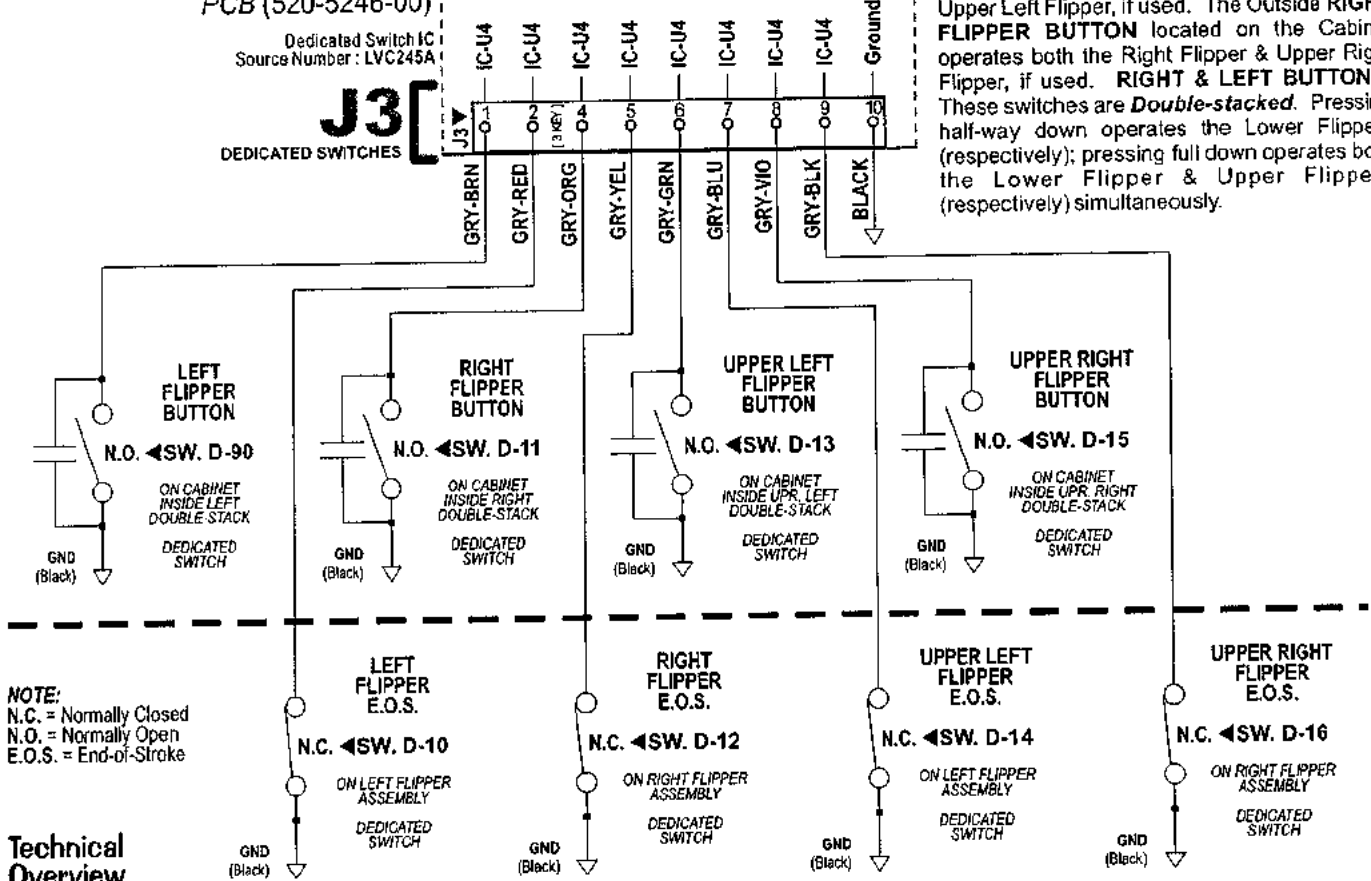 PCB (520-5246-00)
Dedicated Switch IC
Source Number : LVC245A
J3
DEDICATED SWITCHES
IC-U4 IC-U4 IC-U4 IC-U4 IC-U4 IC-U4 IC-U4 IC-U4 Ground
J3 1 2 [3 KEY] 4 5 6 7 8 9 10
GRY-BRN GRY-RED GRY-ORG GRY-YEL GRY-GRN GRY-BLU GRY-VIO GRY-BLK BLACK
Upper Left Flipper, if used. The Outside
FLIPPER BUTTON located on the
operates both the Right Flipper & Upper
Flipper, if used. RIGHT & LEFT
These switches are Double-stacked.
half-way down operates the Lower
(respectively); pressing full down operates
the Lower Flipper & Upper
(respectively) simultaneously.
LEFT
FLIPPER
BUTTON
N.O. ◄SW. D-90
ON CABINET
INSIDE LEFT
DOUBLE-STACK
DEDICATED
SWITCH
GND
(Black)
RIGHT
FLIPPER
BUTTON
N.O. ◄SW. D-11
ON CABINET
INSIDE RIGHT
DOUBLE-STACK
DEDICATED
SWITCH
GND
(Black)
UPPER LEFT
FLIPPER
BUTTON
N.O. ◄SW. D-13
ON CABINET
INSIDE UPR. LEFT
DOUBLE-STACK
DEDICATED
SWITCH
GND
(Black)
UPPER RIGHT
FLIPPER
BUTTON
N.O. ◄SW. D-15
ON CABINET
INSIDE UPR. RIGHT
DOUBLE-STACK
DEDICATED
SWITCH
GND
(Black)
NOTE:
N.C. = Normally Closed
N.O. = Normally Open
E.O.S. = End-of-Stroke
LEFT
FLIPPER
E.O.S.
N.C. ◄SW. D-10
ON LEFT FLIPPER
ASSEMBLY
DEDICATED
SWITCH
GND
(Black)
RIGHT
FLIPPER
E.O.S.
N.C. ◄SW. D-12
ON RIGHT FLIPPER
ASSEMBLY
DEDICATED
SWITCH
GND
(Black)
UPPER LEFT
FLIPPER
E.O.S.
N.C. ◄SW. D-14
ON LEFT FLIPPER
ASSEMBLY
DEDICATED
SWITCH
GND
(Black)
UPPER RIGHT
FLIPPER
E.O.S.
N.C. ◄SW. D-16
ON RIGHT FLIPPER
ASSEMBLY
DEDICATED
SWITCH
GND
(Black)
Technical
Overview